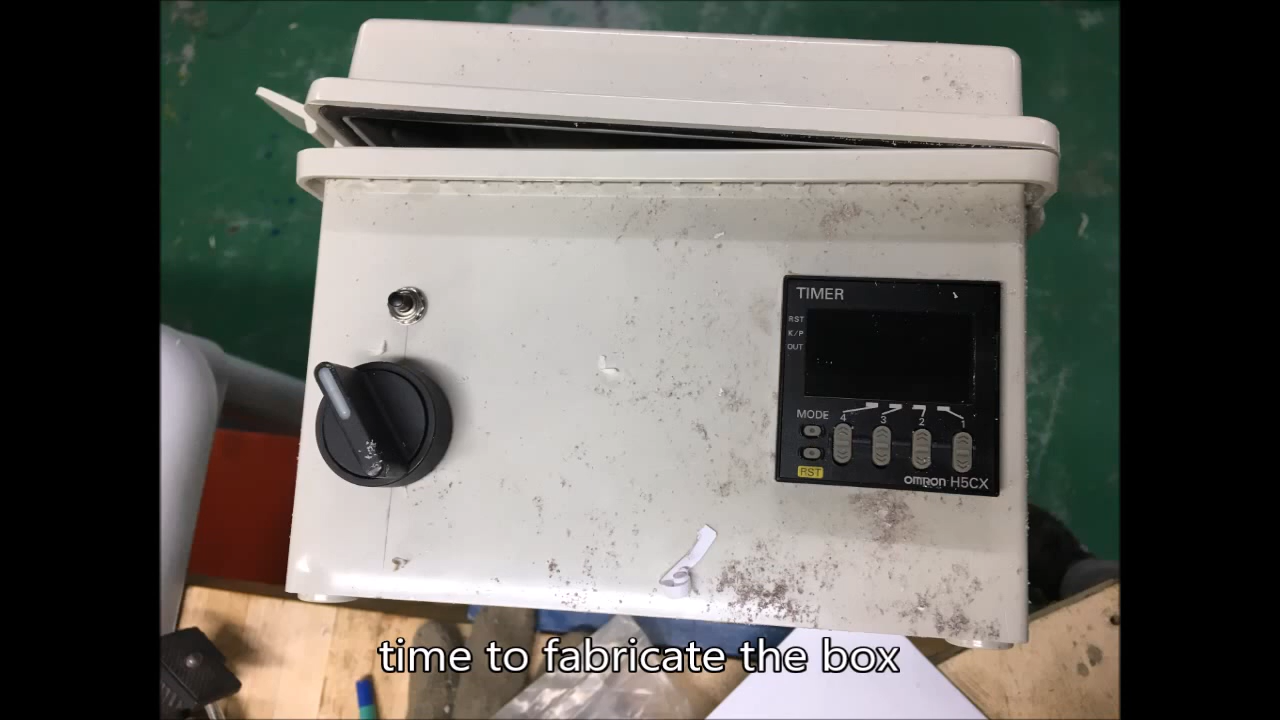 TIMER
RST
K/P
OUT
MODE
4 3 2 1
RST
omron H5CX
time to fabricate the box